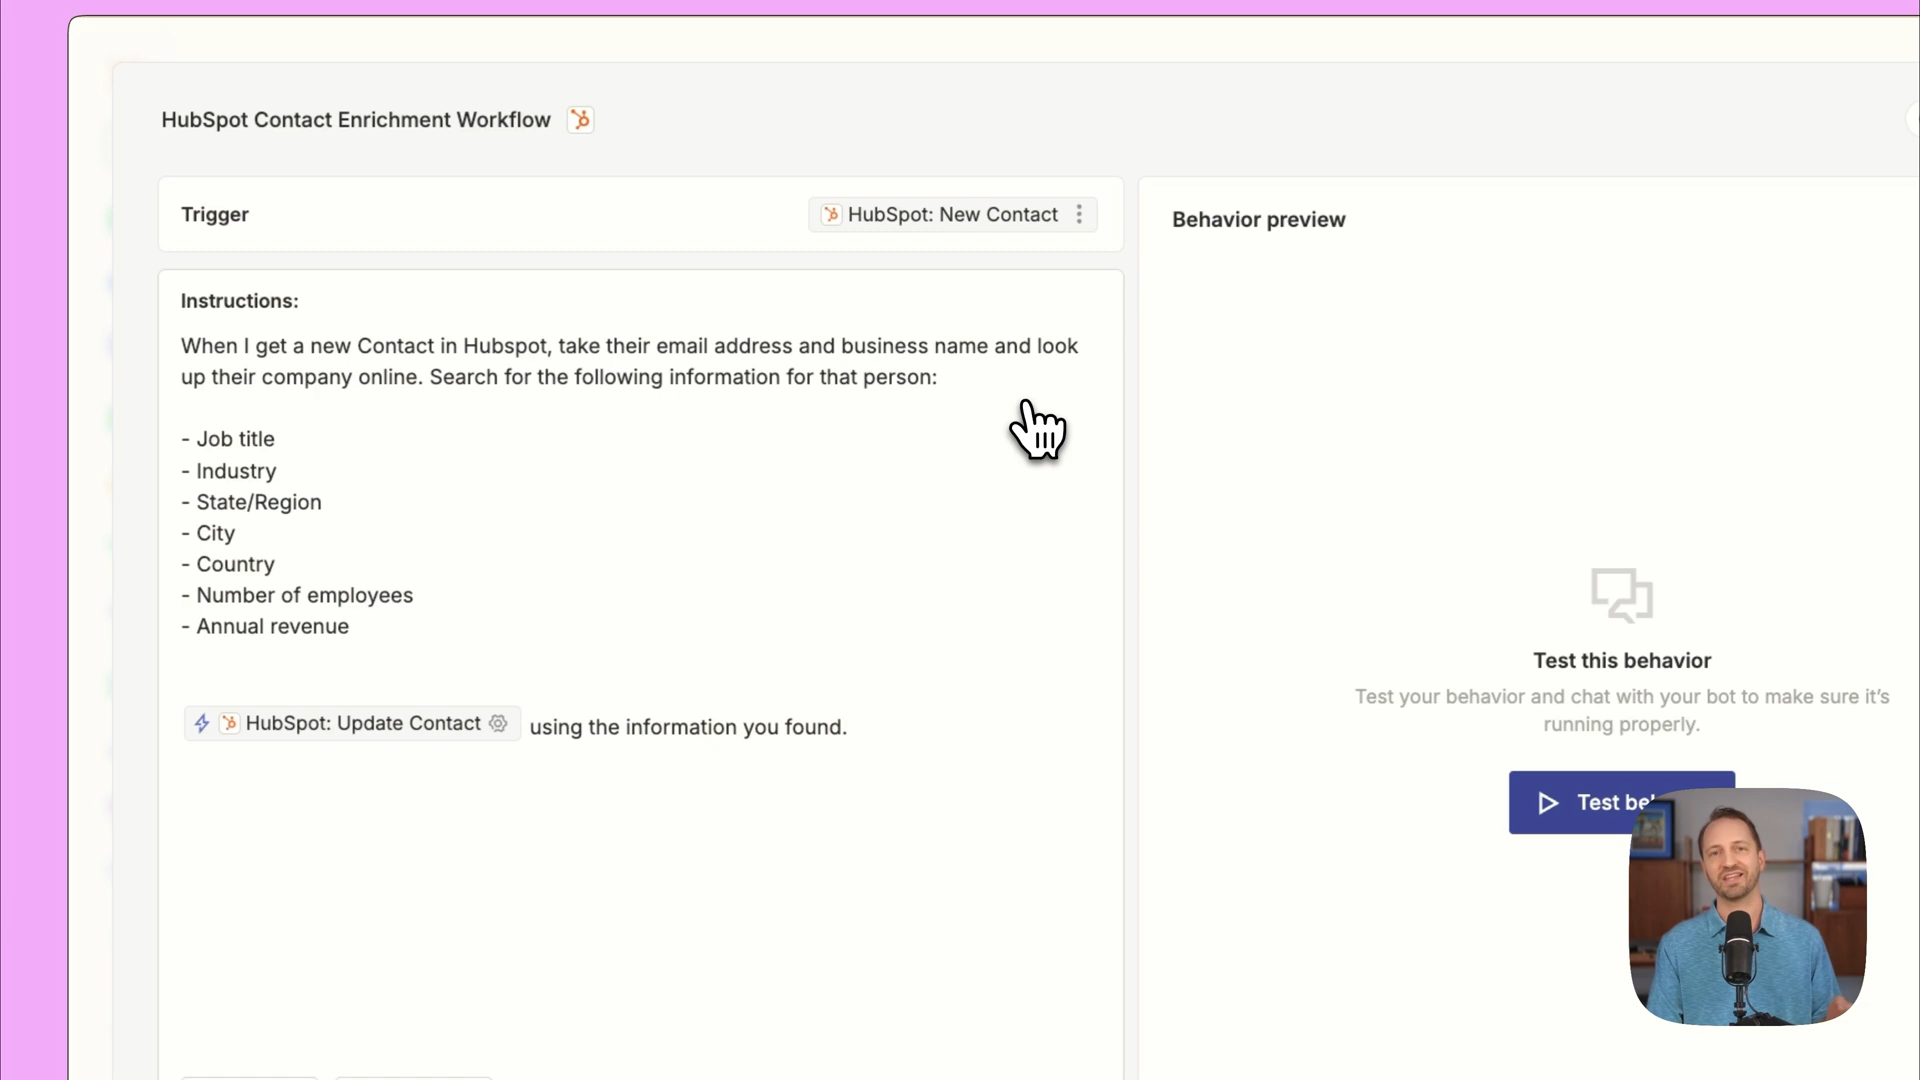 HubSpot Contact Enrichment Workflow
Trigger
HubSpot: New Contact
Instructions:
When I get a new Contact in Hubspot, take their email address and business name and look
up their company online. Search for the following information for that person:
- Job title
- Industry
- State/Region
- City
- Country
- Number of employees
- Annual revenue
HubSpot: Update Contact using the information you found.
Behavior preview
Test this behavior
Test your behavior and chat with your bot to make sure it's
running properly.
Test